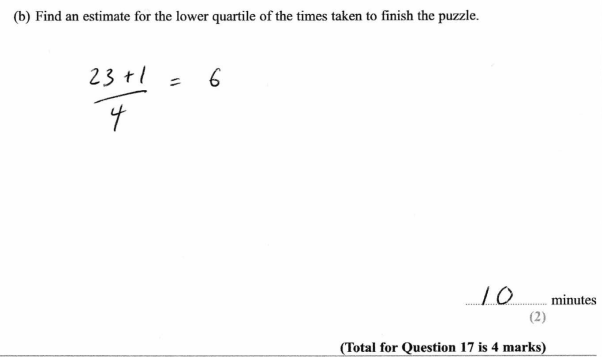 (b) Find an estimate for the lower quartile of the times taken to finish the puzzle.
23 + 1 = 6
4
10 minutes
(2)
(Total for Question 17 is 4 marks)